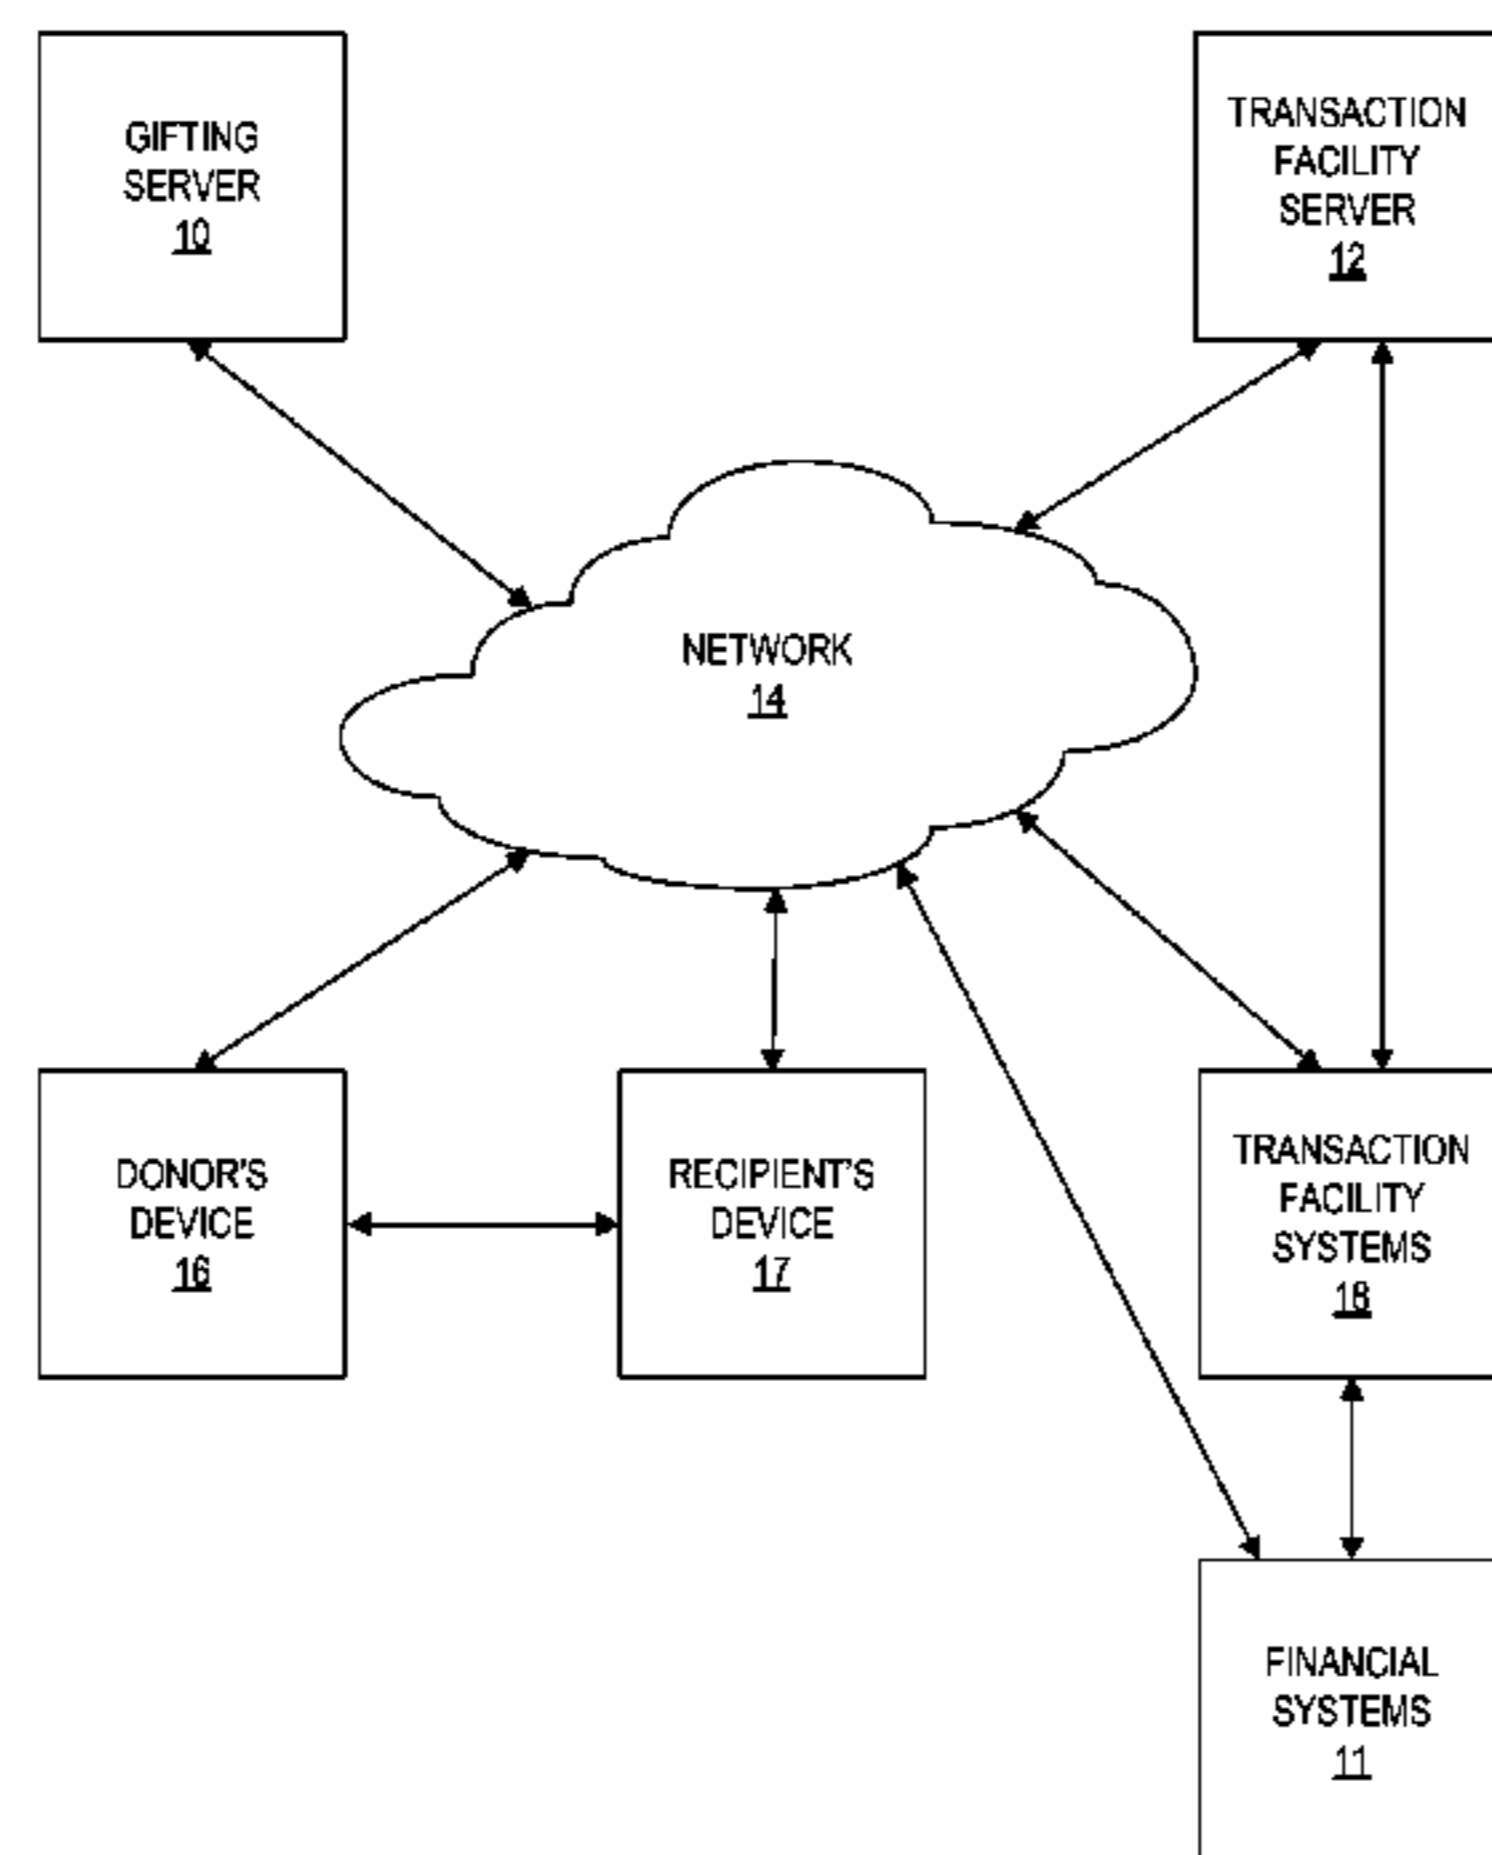 GIFTING
SERVER
10
TRANSACTION
FACILITY
SERVER
12
NETWORK
14
DONOR'S
DEVICE
16
RECIPIENT'S
DEVICE
17
TRANSACTION
FACILITY
SYSTEMS
18
FINANCIAL
SYSTEMS
11